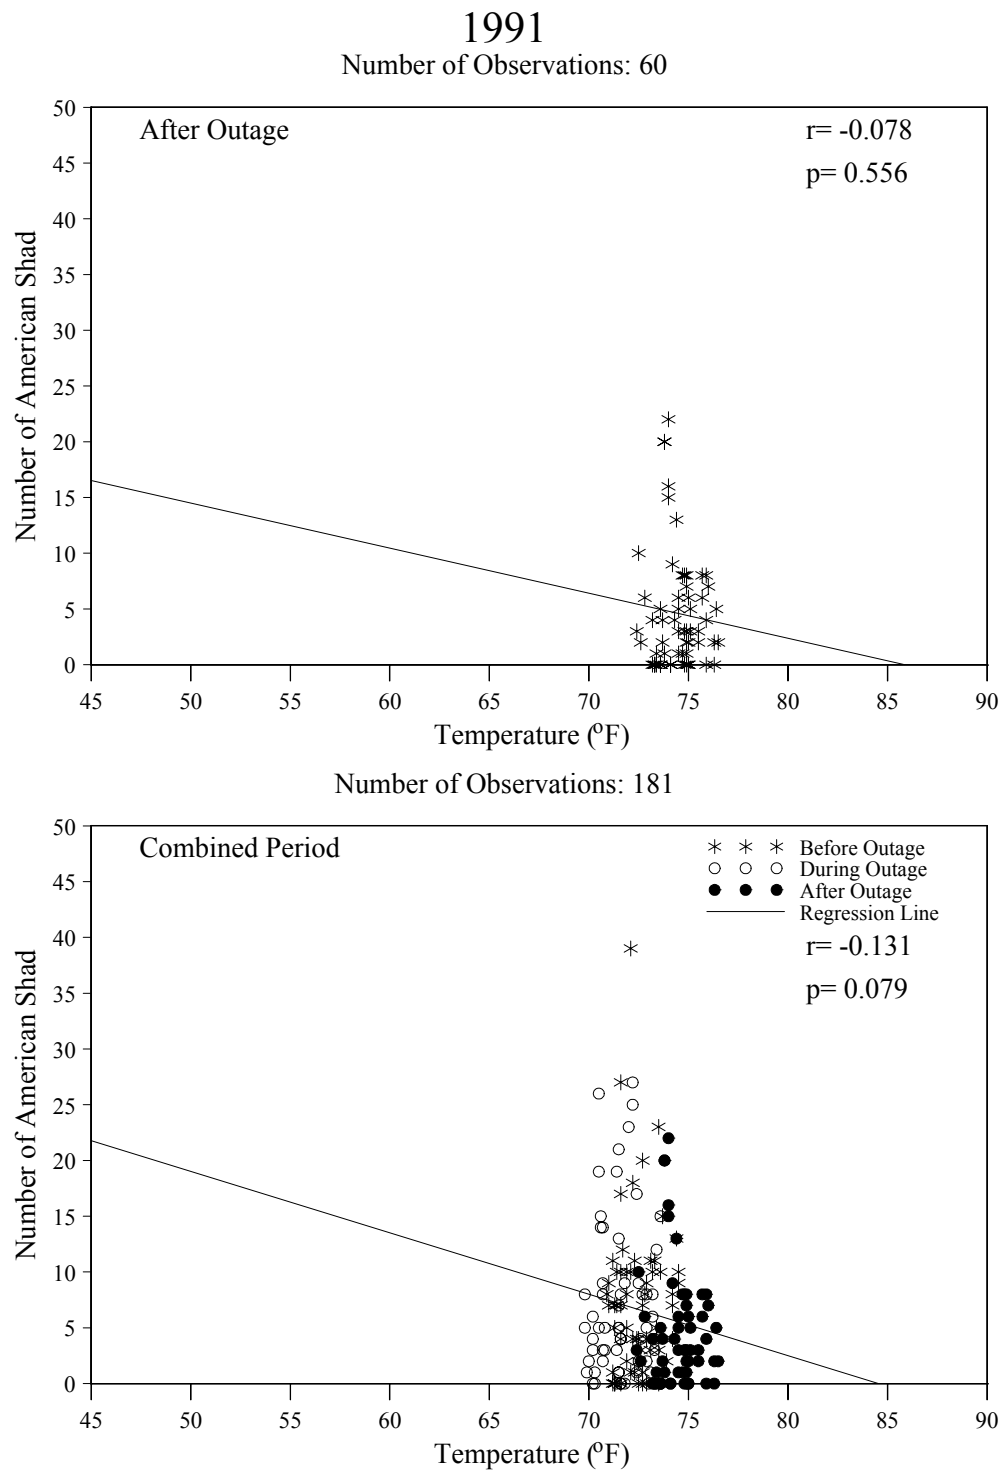 1991
Number of Observations: 60
After Outage
r= -0.078
p= 0.556
50
45
40
35
30
25
20
15
10
5
0
Number of American Shad
45 50 55 60 65 70 75 80 85 90
Temperature (°F)
Number of Observations: 181
Combined Period
Before Outage
During Outage
After Outage
Regression Line
r= -0.131
p= 0.079
50
45
40
35
30
25
20
15
10
5
0
Number of American Shad
45 50 55 60 65 70 75 80 85 90
Temperature (°F)